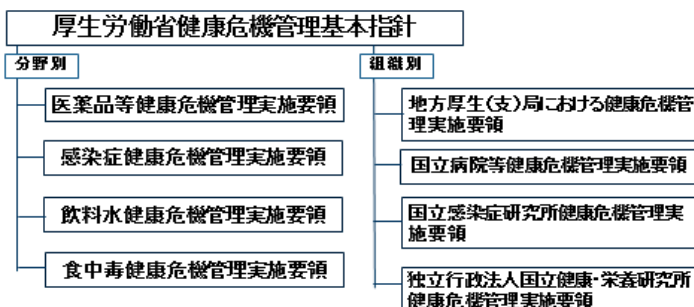 厚生労働省健康危機管理基本指針
分野別
医薬品等健康危機管理実施要領
感染症健康危機管理実施要領
飲料水健康危機管理実施要領
食中毒健康危機管理実施要領
組織別
地方厚生(支)局における健康危機管
理実施要領
国立病院等健康危機管理実施要領
国立感染症研究所健康危機管理実
施要領
独立行政法人国立健康・栄養研究所
健康危機管理実施要領